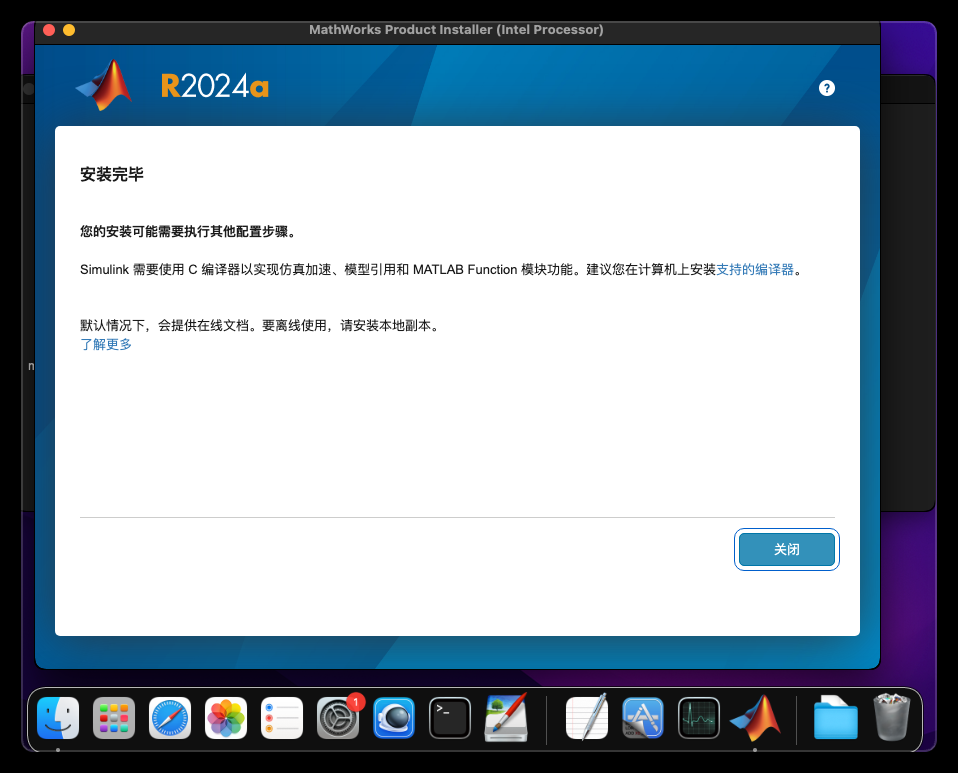 MathWorks Product Installer (Intel Processor)
R2024a
?
安装完毕
您的安装可能需要执行其他配置步骤。
Simulink 需要使用 C 编译器以实现仿真加速、模型引用和 MATLAB Function 模块功能。建议您在计算机上安装支持的编译器。
默认情况下，会提供在线文档。要离线使用，请安装本地副本。
了解更多
n
关闭
1
>_